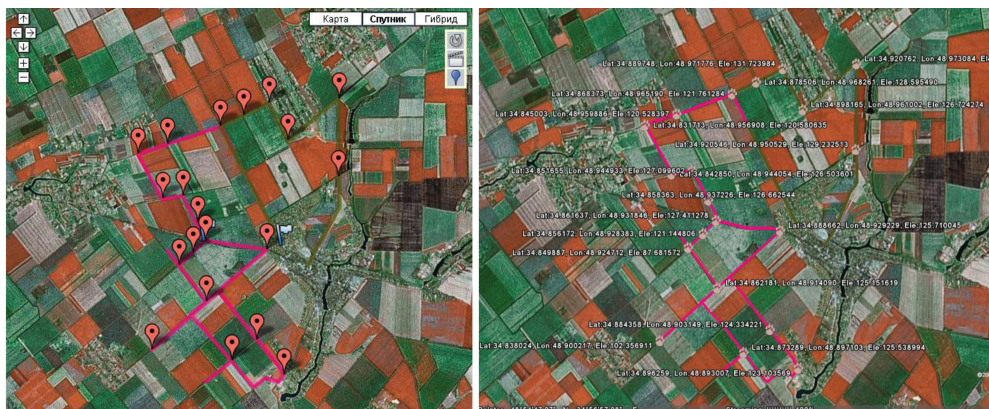 Карта Спутник Гибрид
Lat:34.889748, Lon:48.971776, Ele:131.723984
Lat:34.920762, Lon:48.973084, Ele
Lat:34.878506, Lon:48.968261, Ele:128.595490
Lat:34.868373, Lon:48.965190, Ele:121.761284
Lat:34.898165, Lon:48.961002, Ele:126.724274
Lat:34.845003, Lon:48.959886, Ele:120.528397
Lat:34.831713, Lon:48.956908, Ele:120.580635
Lat:34.920546, Lon:48.950529, Ele:129.232513
Lat:34.851655, Lon:48.944933, Ele:127.099602
Lat:34.842850, Lon:48.944054, Ele:126.503601
Lat:34.858363, Lon:48.937226, Ele:126.662544
Lat:34.861637, Lon:48.931846, Ele:127.411278
Lat:34.888662, Lon:48.929229, Ele:125.710045
Lat:34.856172, Lon:48.928383, Ele:121.144806
Lat:34.849887, Lon:48.924712, Ele:87.681572
Lat:34.862181, Lon:48.914090, Ele:125.151619
Lat:34.884358, Lon:48.903149, Ele:124.334221
Lat:34.838024, Lon:48.900217, Ele:102.356911
Lat:34.873289, Lon:48.897103, Ele:125.538994
Lat:34.896259, Lon:48.893007, Ele:123.103569